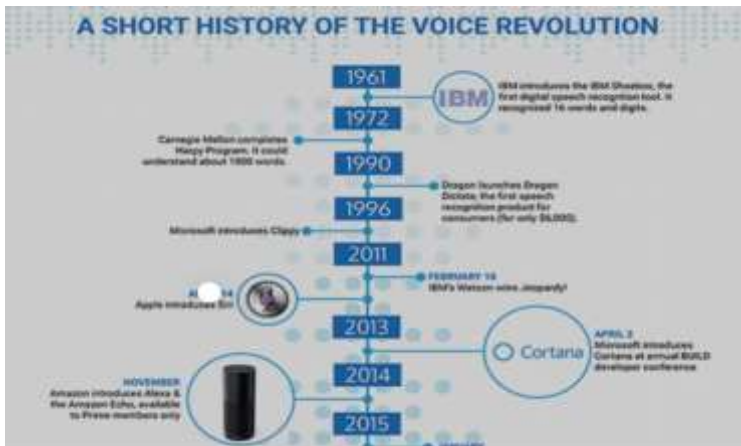 A SHORT HISTORY OF THE VOICE REVOLUTION
1961
IBM
IBM introduces the IBM Shoebox, the
first digital speech recognition tool. It
recognized 16 words and digits.
1972
Carnegie Mellon completes
Harpy Program. It could
understand about 1000 words.
1990
Dragon launches Dragon
Dictate, the first speech
recognition product for
consumers (for only $9,000).
1996
Microsoft introduces Clippy
2011
FEBRUARY 16
IBM's Watson wins Jeopardy!
14
Apple introduces Siri
2013
APRIL 2
Microsoft introduces
Cortana at annual BUILD
developer conference
Cortana
2014
NOVEMBER
Amazon introduces Alexa &
the Amazon Echo, available
to Prime members only
2015